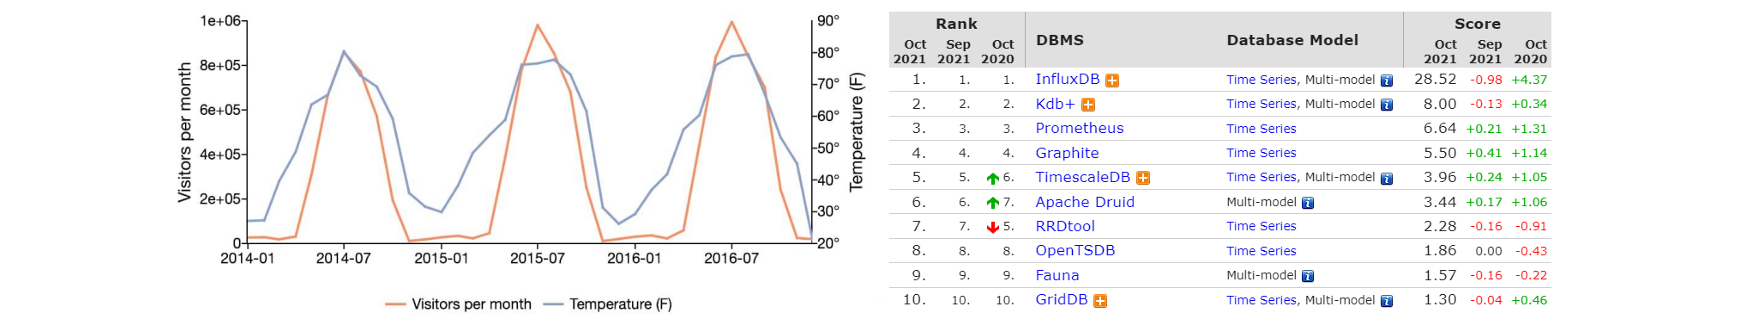 1e+06
8e+05
6e+05
4e+05
2e+05
0
Visitors per month
90°
80°
70°
60°
50°
40°
30°
20°
Temperature (F)
2014-01 2014-07 2015-01 2015-07 2016-01 2016-07
Visitors per month Temperature (F)
Rank DBMS Database Model Score
Oct 2021 Sep 2021 Oct 2020 Oct 2021 Sep 2021 Oct 2020
1. 1. 1. InfluxDB Time Series, Multi-model i 28.52 -0.98 +4.37
2. 2. 2. Kdb+ Time Series, Multi-model i 8.00 -0.13 +0.34
3. 3. 3. Prometheus Time Series 6.64 +0.21 +1.31
4. 4. 4. Graphite Time Series 5.50 +0.41 +1.14
5. 5. 6. TimescaleDB Time Series, Multi-model i 3.96 +0.24 +1.05
6. 6. 7. Apache Druid Multi-model i 3.44 +0.17 +1.06
7. 7. 5. RRDtool Time Series 2.28 -0.16 -0.91
8. 8. 8. OpenTSDB Time Series 1.86 0.00 -0.43
9. 9. 9. Fauna Multi-model i 1.57 -0.16 -0.22
10. 10. 10. GridDB Time Series, Multi-model i 1.30 -0.04 +0.46